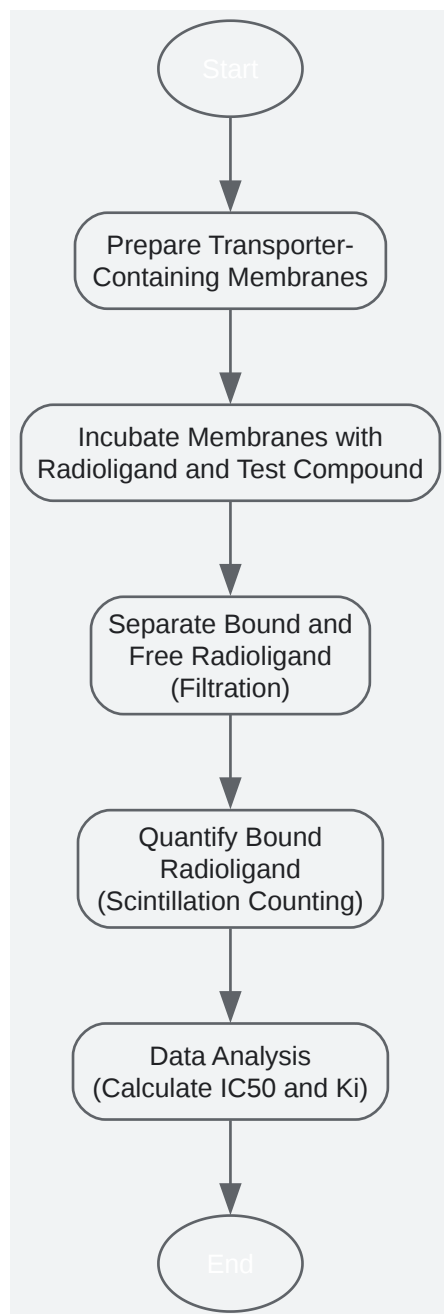 Start
Prepare Transporter-
Containing Membranes
Incubate Membranes with
Radioligand and Test Compound
Separate Bound and
Free Radioligand
(Filtration)
Quantify Bound
Radioligand
(Scintillation Counting)
Data Analysis
(Calculate IC50 and Ki)
End